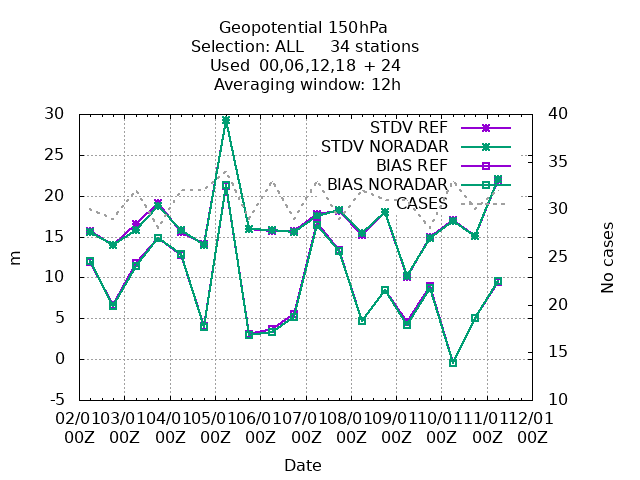 Geopotential 150hPa
Selection: ALL 34 stations
Used 00,06,12,18 + 24
Averaging window: 12h
30 40
STDV REF
25 STDV NORADAR 35
BIAS REF
20 BIAS NORADAR 30
CASES
15 25
m
No cases
10
5 20
0 15
-5 10
02/01 03/01 04/01 05/01 06/01 07/01 08/01 09/01 10/01 11/01 12/01
00Z 00Z 00Z 00Z 00Z 00Z 00Z 00Z 00Z 00Z 00Z
Date